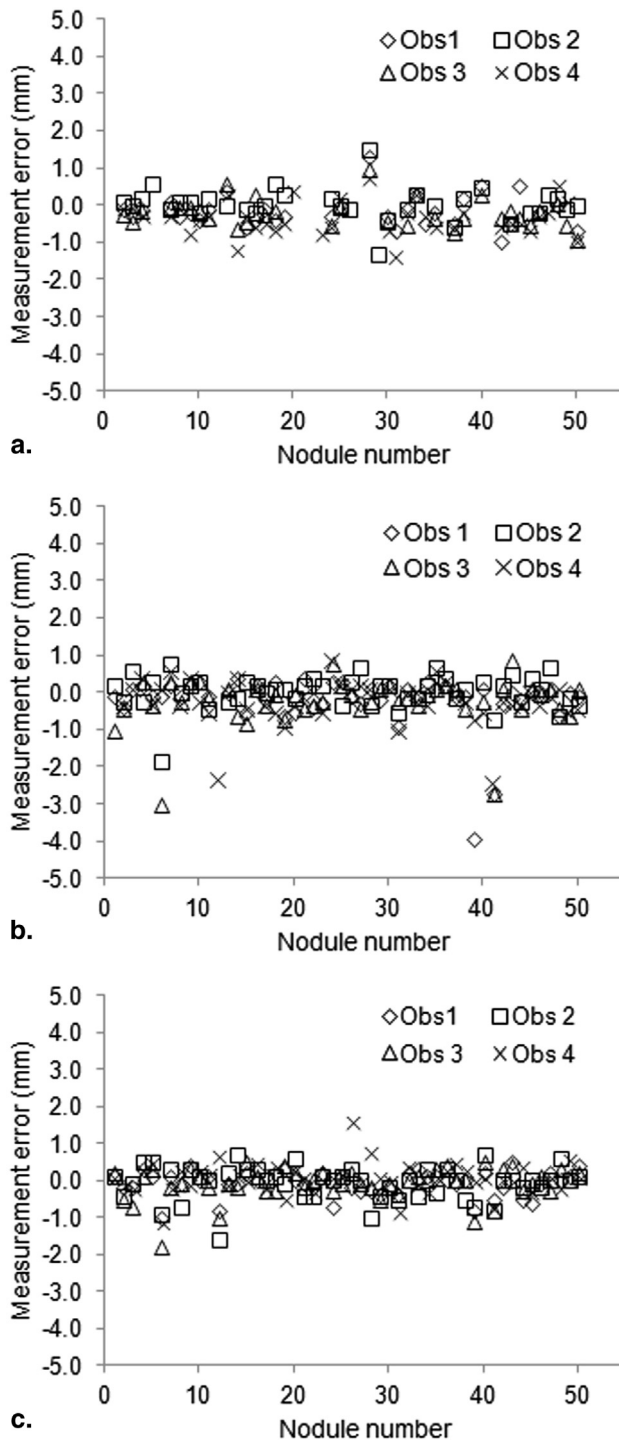 5.0
4.0
3.0
2.0
1.0
0.0
-1.0
-2.0
-3.0
-4.0
-5.0
Measurement error (mm)
Obs1 Obs 2
Obs 3 Obs 4
0 10 20 30 40 50
Nodule number
a.
5.0
4.0
3.0
2.0
1.0
0.0
-1.0
-2.0
-3.0
-4.0
-5.0
Measurement error (mm)
Obs 1 Obs 2
Obs 3 Obs 4
0 10 20 30 40 50
Nodule number
b.
5.0
4.0
3.0
2.0
1.0
0.0
-1.0
-2.0
-3.0
-4.0
-5.0
Measurement error (mm)
Obs1 Obs 2
Obs 3 Obs 4
0 10 20 30 40 50
Nodule number
c.